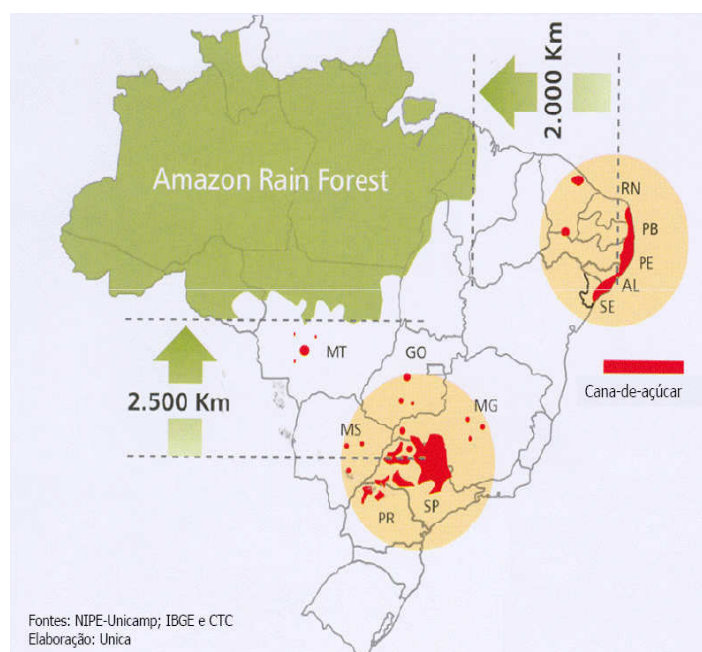 2.000 Km
Amazon Rain Forest
RN
PB
PE
AL
SE
MT
GO
Cana-de-açúcar
2.500 Km
MS
MG
SP
PR
Fontes: NIPE-Unicamp; IBGE e CTC
Elaboração: Unica